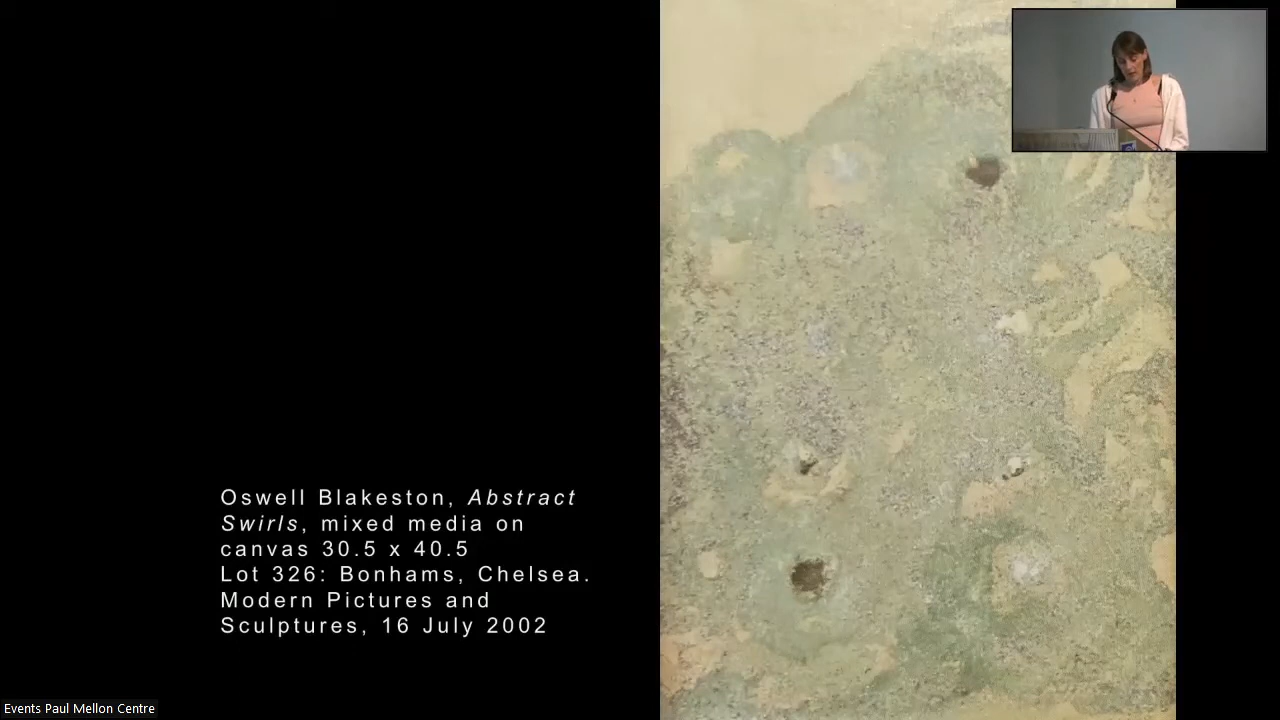 Oswell Blakeston, Abstract
Swirls, mixed media on
canvas 30.5 x 40.5
Lot 326: Bonhams, Chelsea.
Modern Pictures and
Sculptures, 16 July 2002
Events Paul Mellon Centre